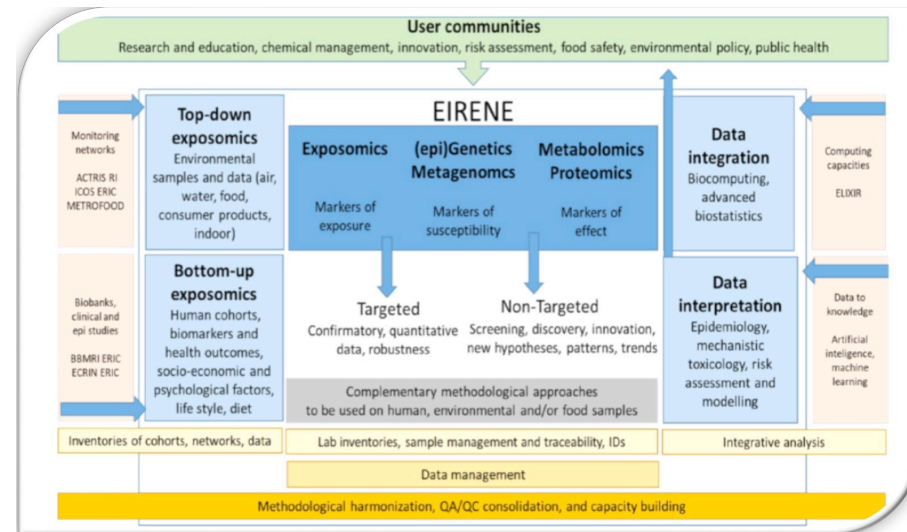 User communities
Research and education, chemical management, innovation, risk assessment, food safety, environmental policy, public health
EIRENE
Monitoring
networks
ACTRIS RI
ICOS ERIC
METROFOOD
Top-down
exposomics
Environmental
samples and data (air,
water, food,
consumer products,
indoor)
Exposomics
Markers of
exposure
(epi)Genetics
Metagenomcs
Markers of
susceptibility
Metabolomics
Proteomics
Markers of
effect
Data
integration
Biocomputing,
advanced
biostatistics
Computing
capacities
ELIXIR
Biobanks,
clinical and
epi studies
BBMRI ERIC
ECRIN ERIC
Bottom-up
exposomics
Human cohorts,
biomarkers and
health outcomes,
socio-economic and
psychological factors,
life style, diet
Targeted
Confirmatory, quantitative
data, robustness
Non-Targeted
Screening, discovery, innovation,
new hypotheses, patterns, trends
Complementary methodological approaches
to be used on human, environmental and/or food samples
Data
interpretation
Epidemiology,
mechanistic
toxicology, risk
assessment and
modelling
Data to
knowledge
Artificial
inteligence,
machine
learning
Inventories of cohorts, networks, data
Lab inventories, sample management and traceability, IDs
Integrative analysis
Data management
Methodological harmonization, QA/QC consolidation, and capacity building